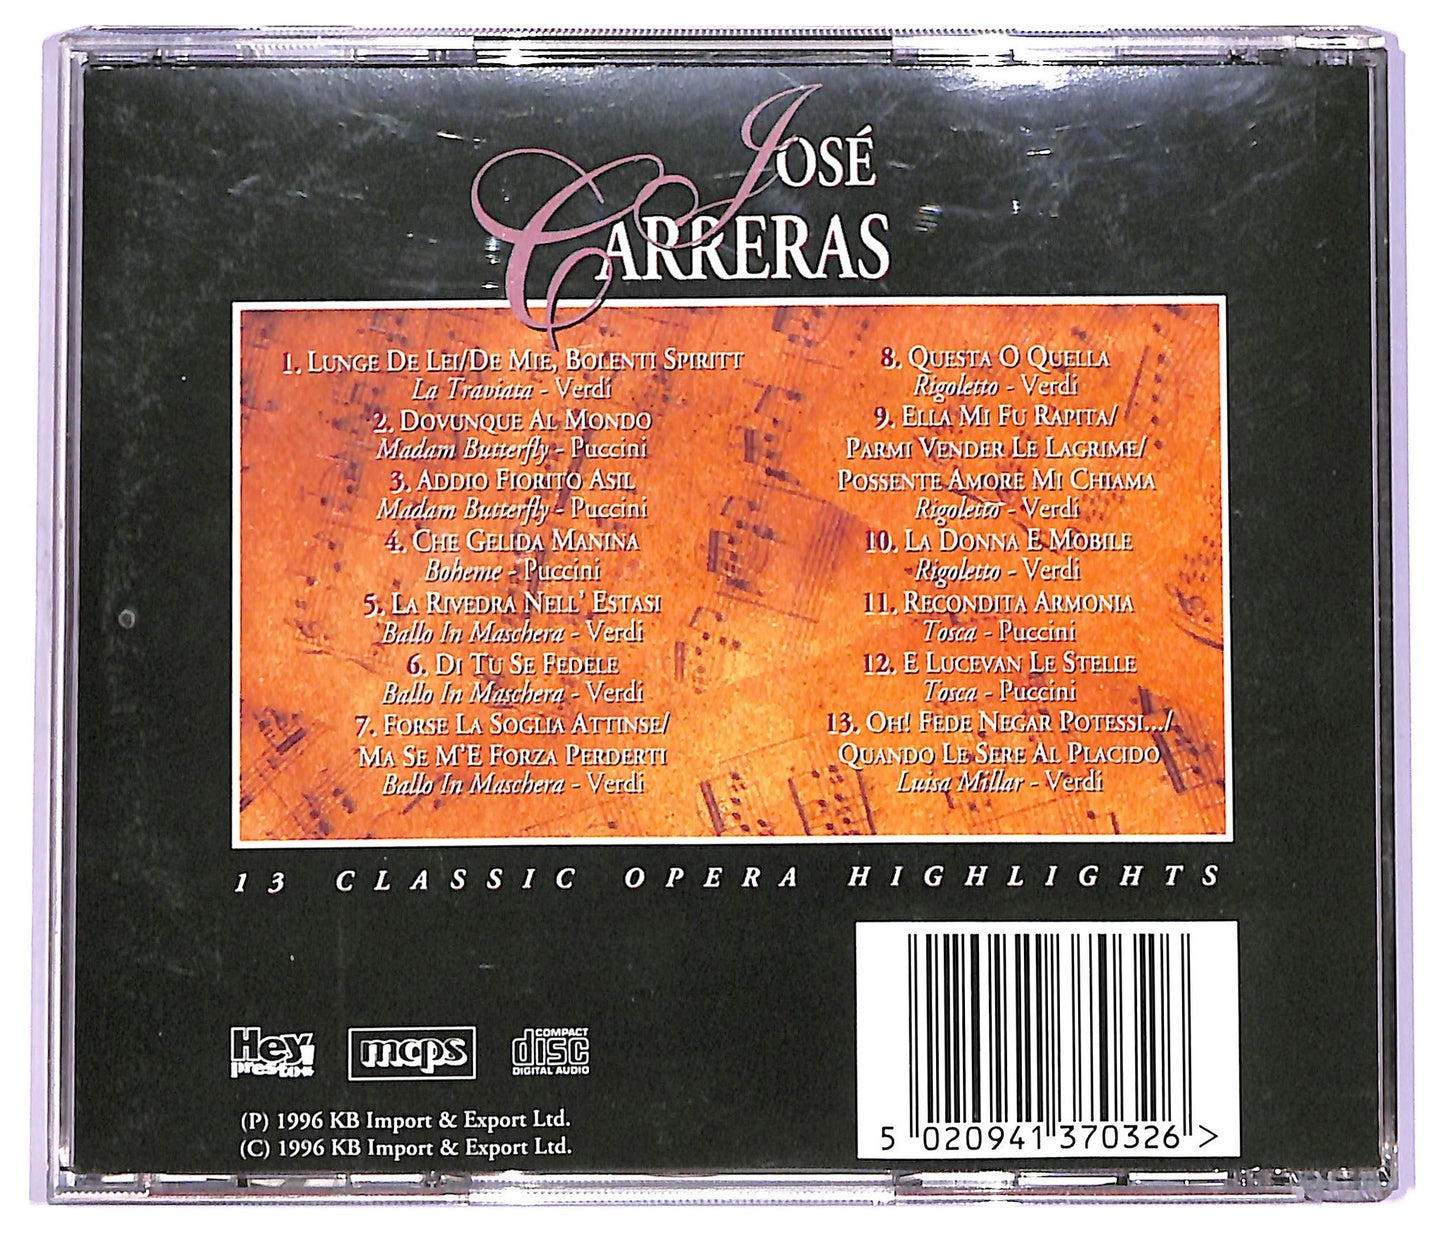 JOSÉ
CARRERAS
1. LUNGE DE LEI/DE MIE, BOLENTI SPIRITT
La Traviata - Verdi
2. DOVUNQUE AL MONDO
Madam Butterfly - Puccini
3. ADDIO FIORITO ASIL
Madam Butterfly - Puccini
4. CHE GELIDA MANINA
Boheme - Puccini
5. LA RIVEDRA NELL' ESTASI
Ballo In Maschera - Verdi
6. DI TU SE FEDELE
Ballo In Maschera - Verdi
7. FORSE LA SOGLIA ATTINSE/
MA SE M'E FORZA PERDERTI
Ballo In Maschera - Verdi
8. QUESTA O QUELLA
Rigoletto - Verdi
9. ELLA MI FU RAPITA/
PARMI VENDER LE LAGRIME/
POSSENTE AMORE MI CHIAMA
Rigoletto - Verdi
10. LA DONNA E MOBILE
Rigoletto - Verdi
11. RECONDITA ARMONIA
Tosca - Puccini
12. E LUCEVAN LE STELLE
Tosca - Puccini
13. OH! FEDE NEGAR POTESSI.../
QUANDO LE SERE AL PLACIDO
Luisa Millar - Verdi
13 CLASSIC OPERA HIGHLIGHTS
Hey!
presto
mcps
COMPACT
disc
DIGITAL AUDIO
(P) 1996 KB Import & Export Ltd.
(C) 1996 KB Import & Export Ltd.
5 020941 370326 >